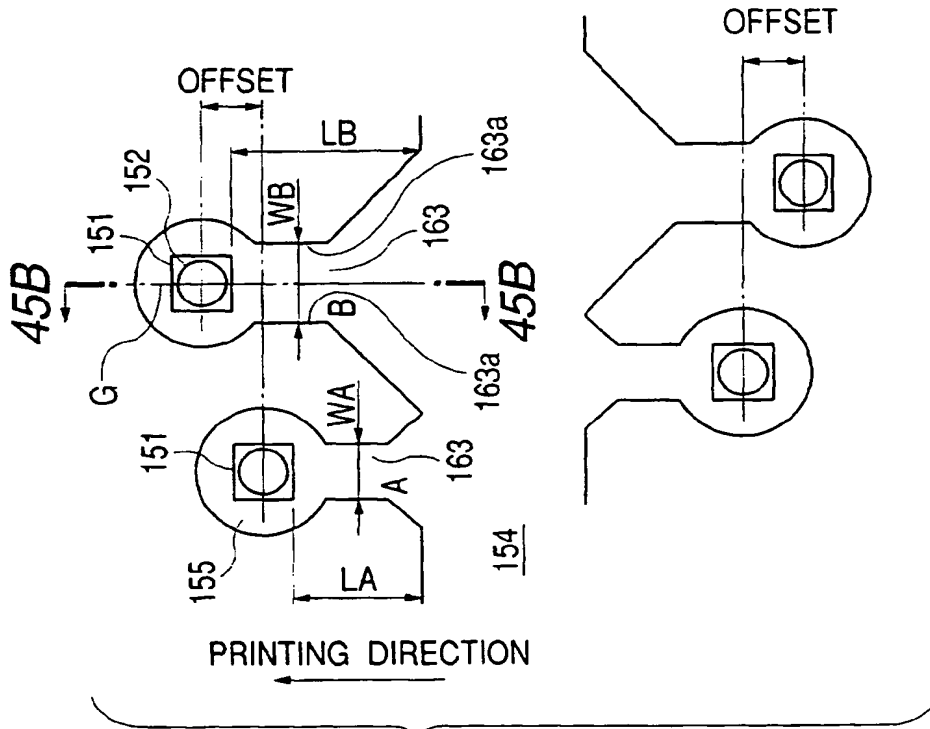 OFFSET
OFFSET
45B
152
151
LB
163a
WB
163
45B
G
B
163a
WA
151
163
A
155
LA
154
PRINTING DIRECTION